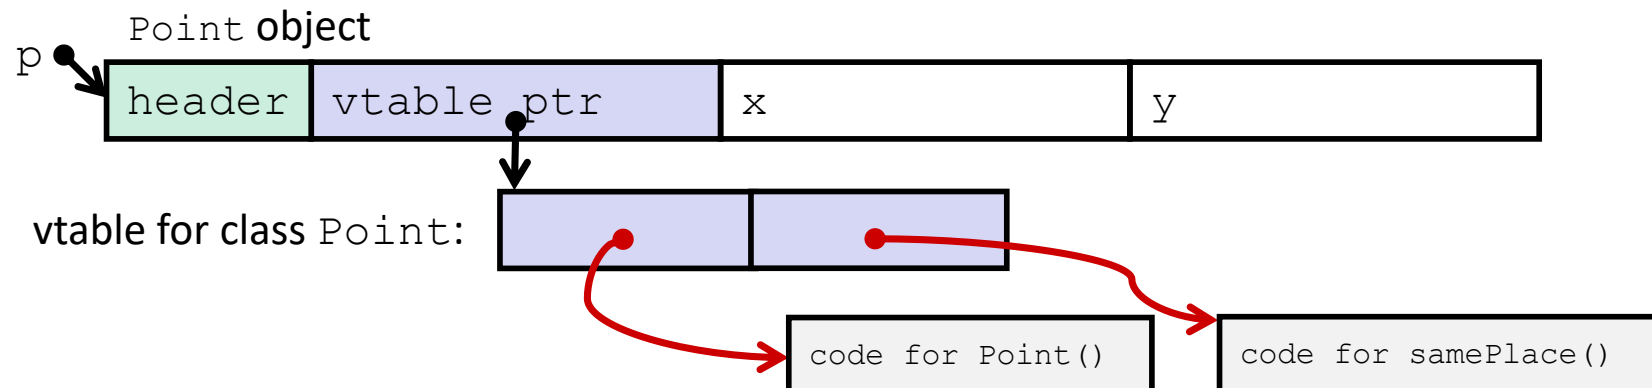 Point object
p
header vtable ptr x y
vtable for class Point:
code for Point() code for samePlace()